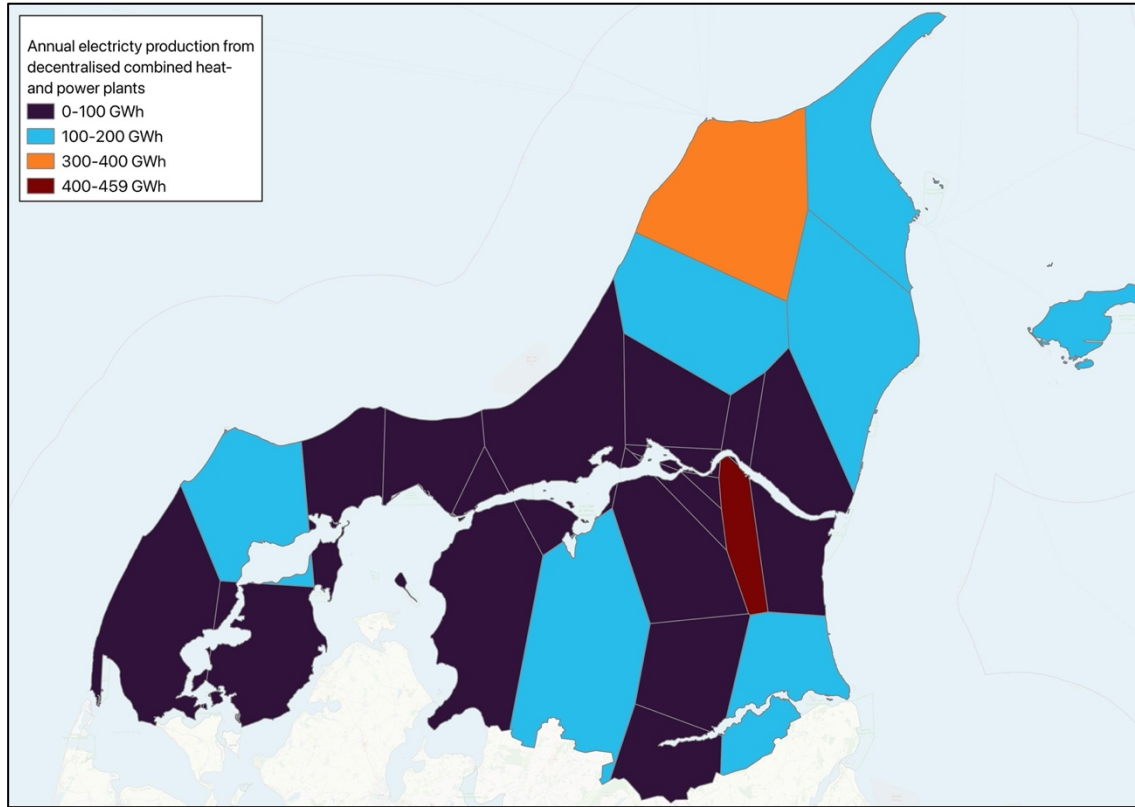 Annual electricty production from
decentralised combined heat-
and power plants
0-100 GWh
100-200 GWh
300-400 GWh
400-459 GWh